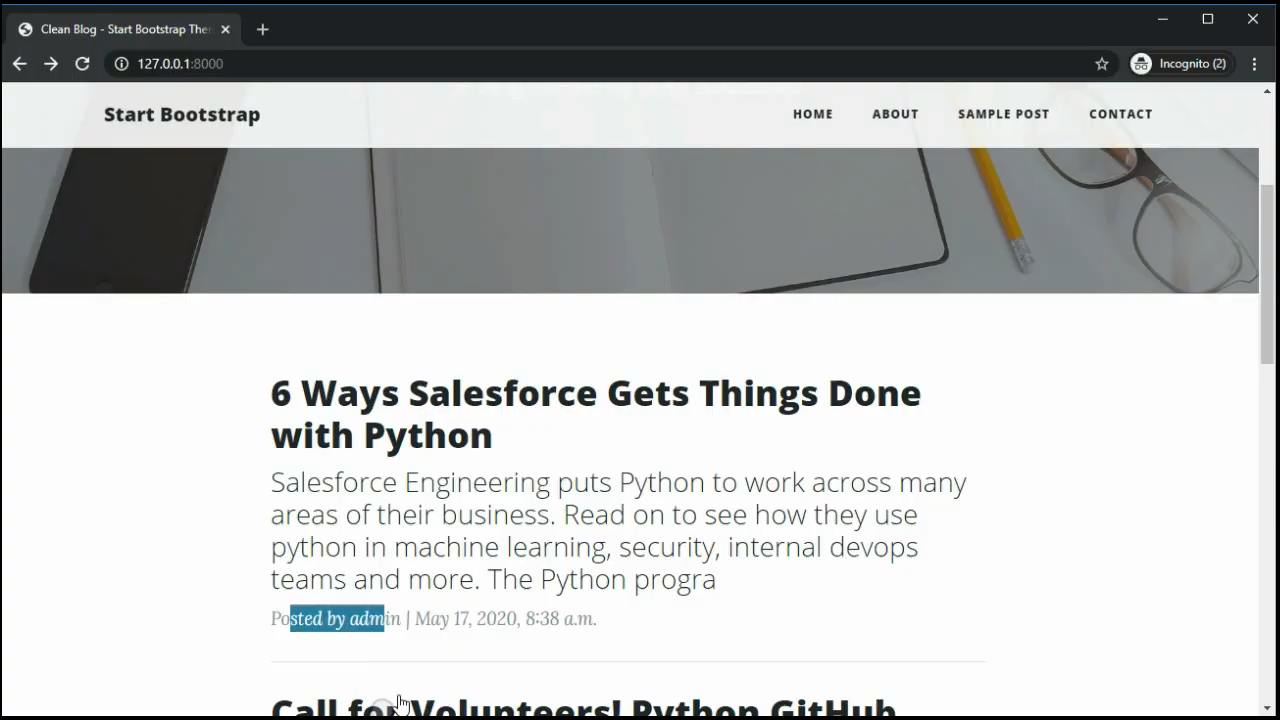 Clean Blog - Start Bootstrap The
127.0.0.1:8000
Incognito (2)
Start Bootstrap
HOME ABOUT SAMPLE POST CONTACT
6 Ways Salesforce Gets Things Done
with Python
Salesforce Engineering puts Python to work across many
areas of their business. Read on to see how they use
python in machine learning, security, internal devops
teams and more. The Python progra
Posted by admin | May 17, 2020, 8:38 a.m.
Call for Volunteers! Python GitHub